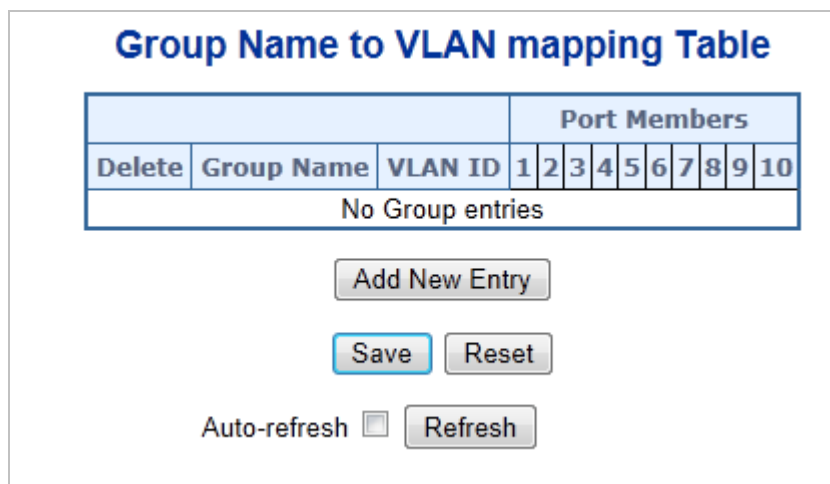 Group Name to VLAN mapping Table
Port Members
Delete Group Name VLAN ID 1 2 3 4 5 6 7 8 9 10
No Group entries
Add New Entry
Save Reset
Auto-refresh Refresh